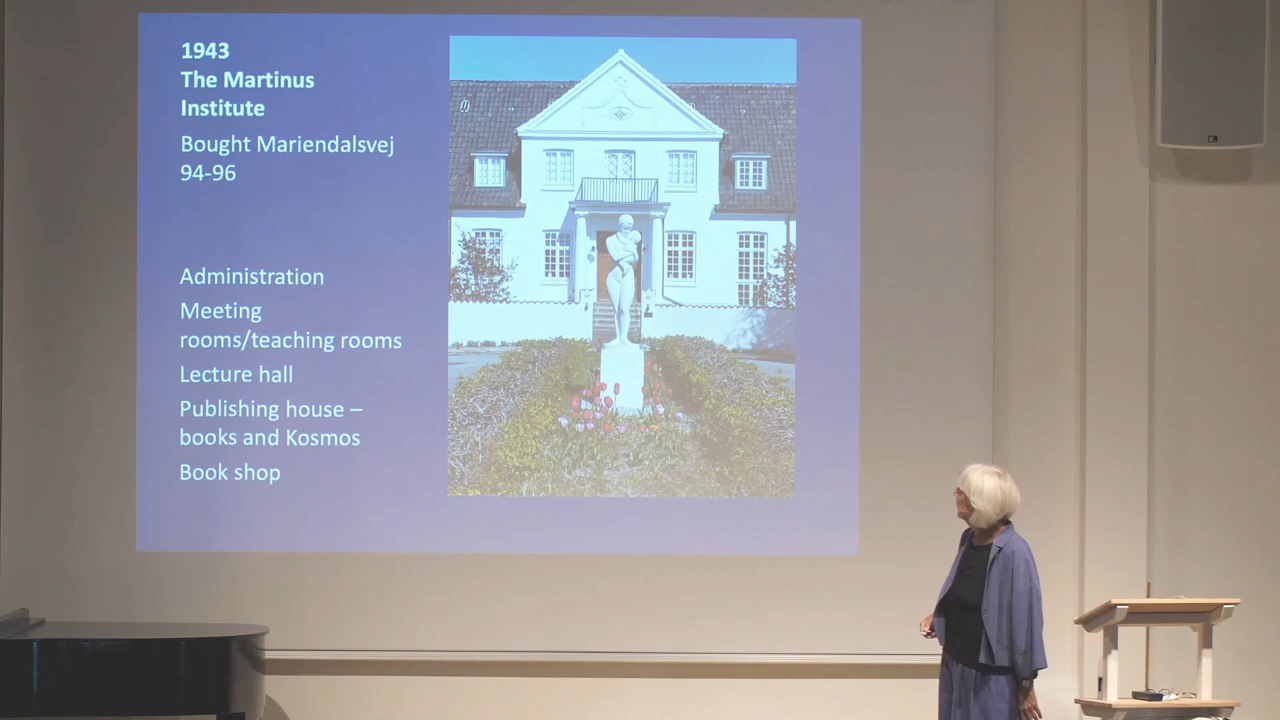 1943
The Martinus
Institute
Bought Mariendalsvej
94-96
Administration
Meeting
rooms/teaching rooms
Lecture hall
Publishing house –
books and Kosmos
Book shop